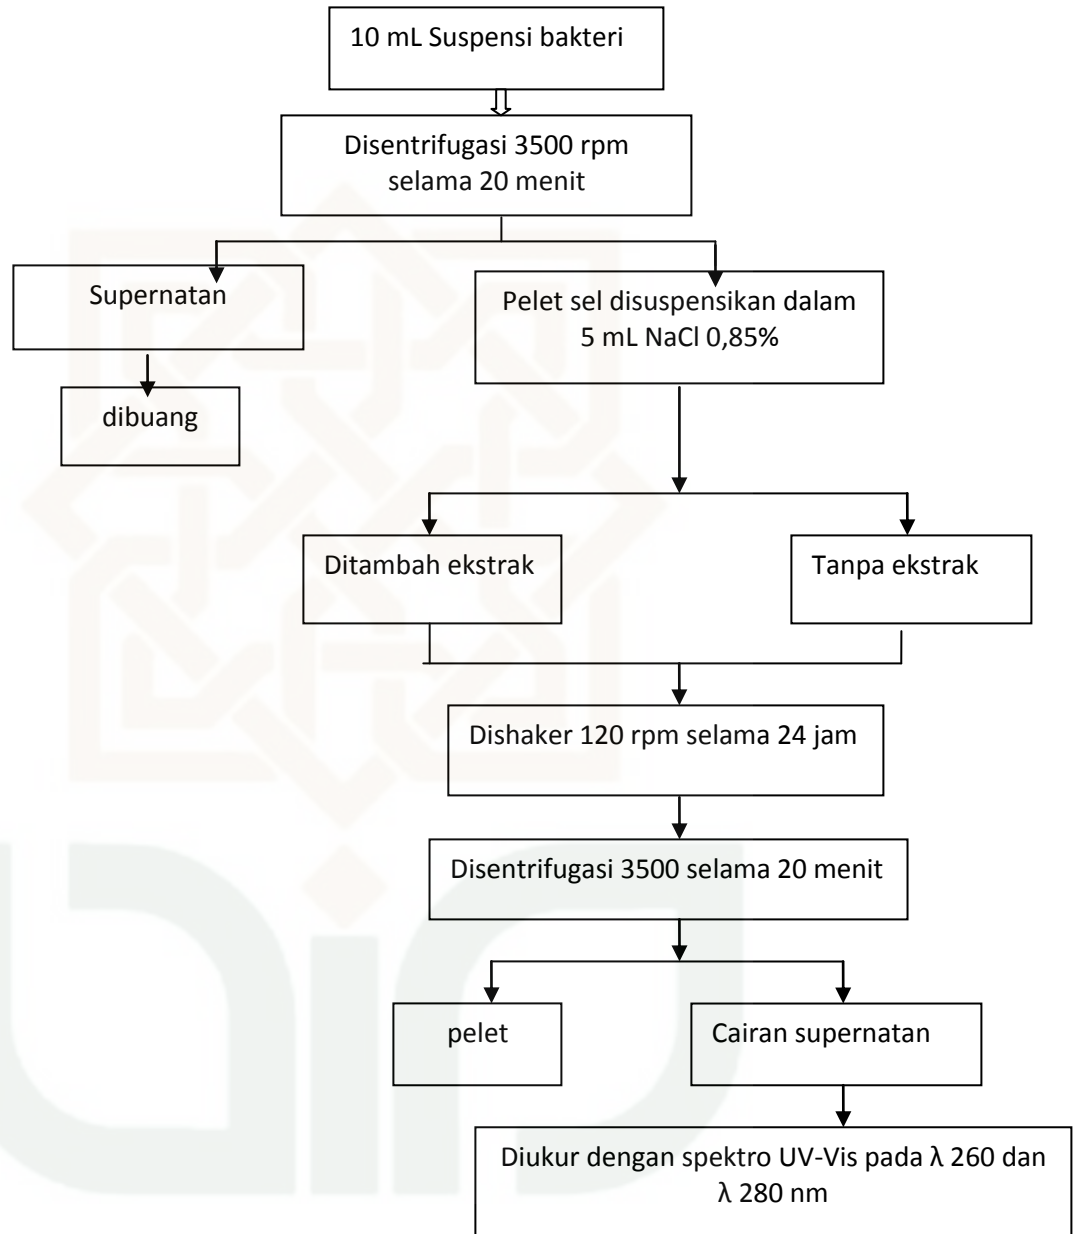 10 mL Suspensi bakteri
Disentrifugasi 3500 rpm
selama 20 menit
Supernatan
Pelet sel disuspensikan dalam
5 mL NaCl 0,85%
dibuang
Ditambah ekstrak
Tanpa ekstrak
Dishaker 120 rpm selama 24 jam
Disentrifugasi 3500 selama 20 menit
pelet
Cairan supernatan
Diukur dengan spektro UV-Vis pada λ 260 dan
λ 280 nm